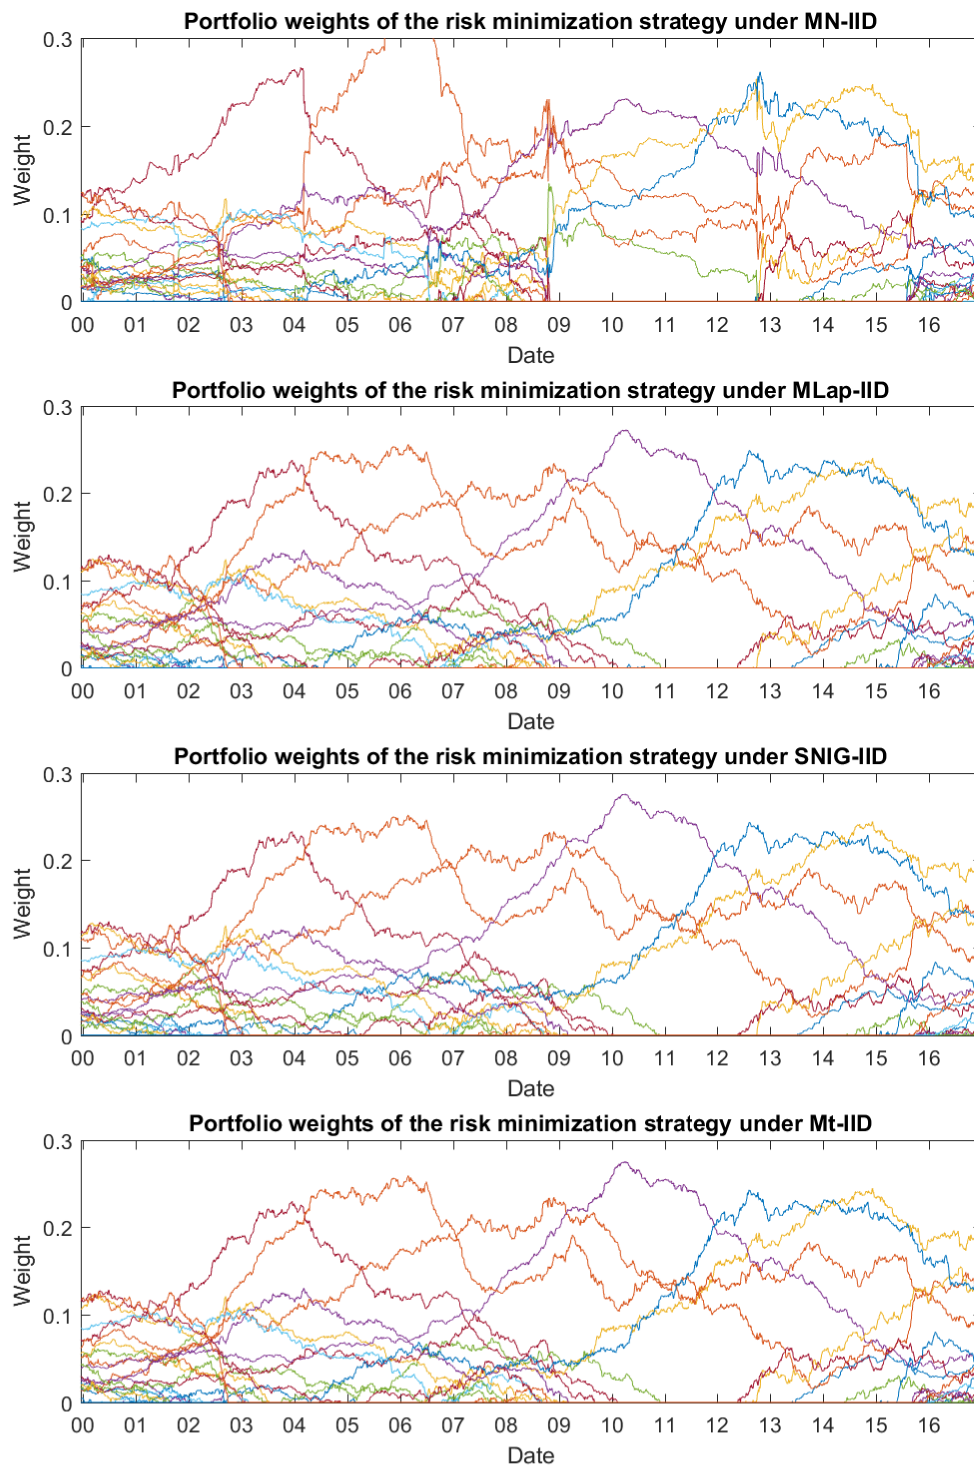 Portfolio weights of the risk minimization strategy under MN-IID
0.3
0.2
0.1
0
Weight
00 01 02 03 04 05 06 07 08 09 10 11 12 13 14 15 16
Date
Portfolio weights of the risk minimization strategy under MLap-IID
0.3
0.2
0.1
0
Weight
00 01 02 03 04 05 06 07 08 09 10 11 12 13 14 15 16
Date
Portfolio weights of the risk minimization strategy under SNIG-IID
0.3
0.2
0.1
0
Weight
00 01 02 03 04 05 06 07 08 09 10 11 12 13 14 15 16
Date
Portfolio weights of the risk minimization strategy under Mt-IID
0.3
0.2
0.1
0
Weight
00 01 02 03 04 05 06 07 08 09 10 11 12 13 14 15 16
Date